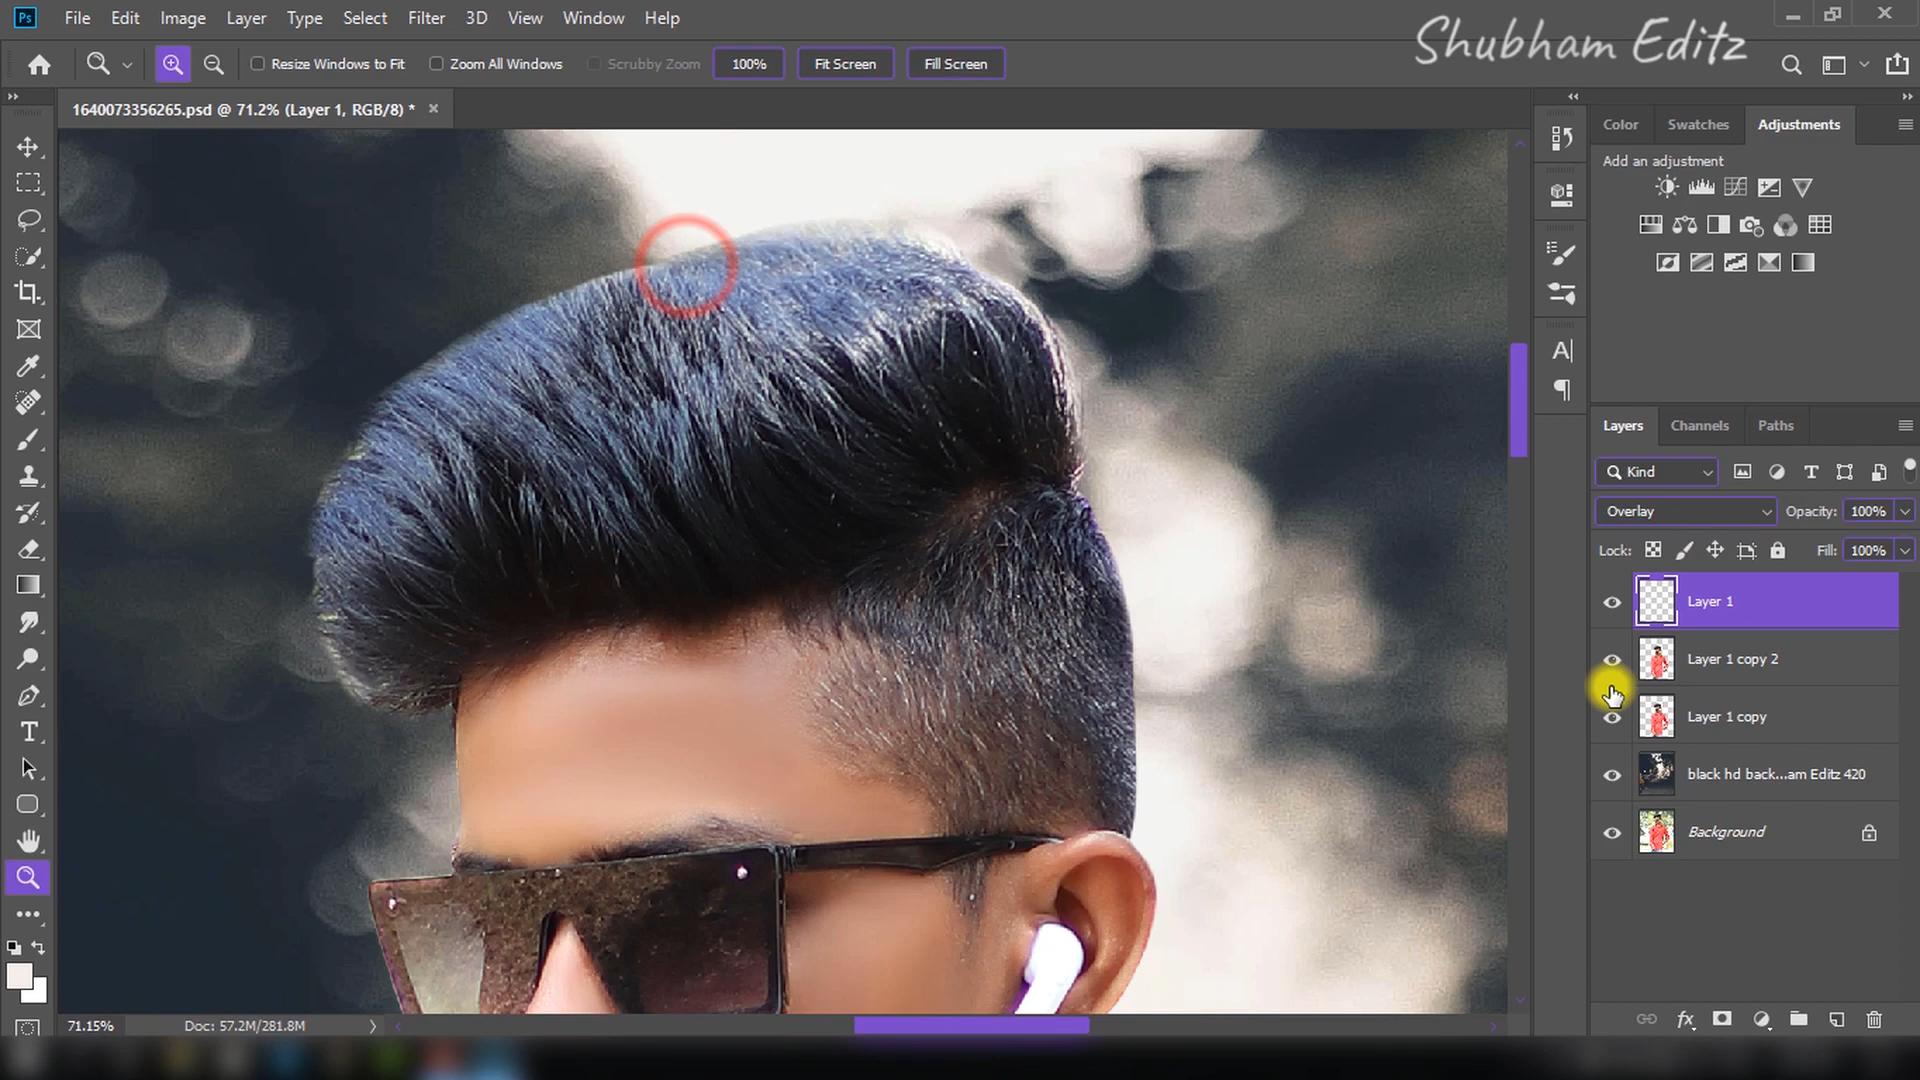 Ps File Edit Image Layer Type Select Filter 3D View Window Help
Shubham Editz
Resize Windows to Fit Zoom All Windows Scrubby Zoom 100% Fit Screen Fill Screen
1640073356265.psd @ 71.2% (Layer 1, RGB/8) *
Color Swatches Adjustments
Add an adjustment
Layers Channels Paths
Kind
Overlay Opacity: 100%
Lock: Fill: 100%
Layer 1
Layer 1 copy 2
Layer 1 copy
black hd back...am Editz 420
Background
71.15% Doc: 57.2M/281.8M